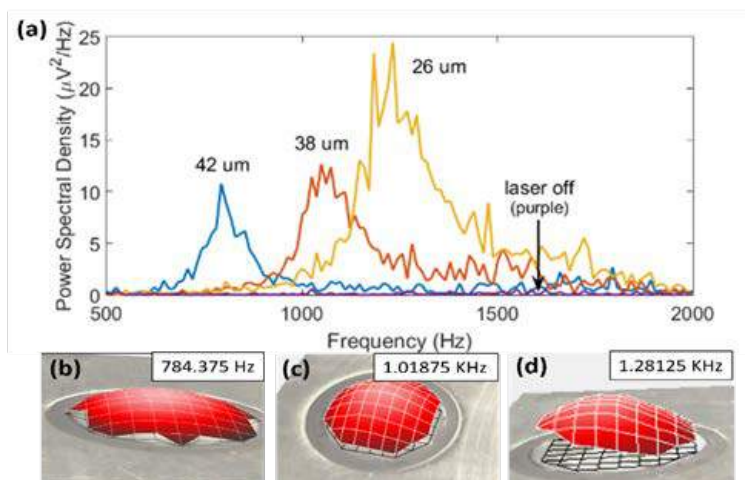 (a)
Power Spectral Density (μV²/Hz)
25
20
15
10
5
0
42 um
38 um
26 um
laser off
(purple)
500
1000
1500
2000
Frequency (Hz)
(b)
784.375 Hz
(c)
1.01875 KHz
(d)
1.28125 KHz